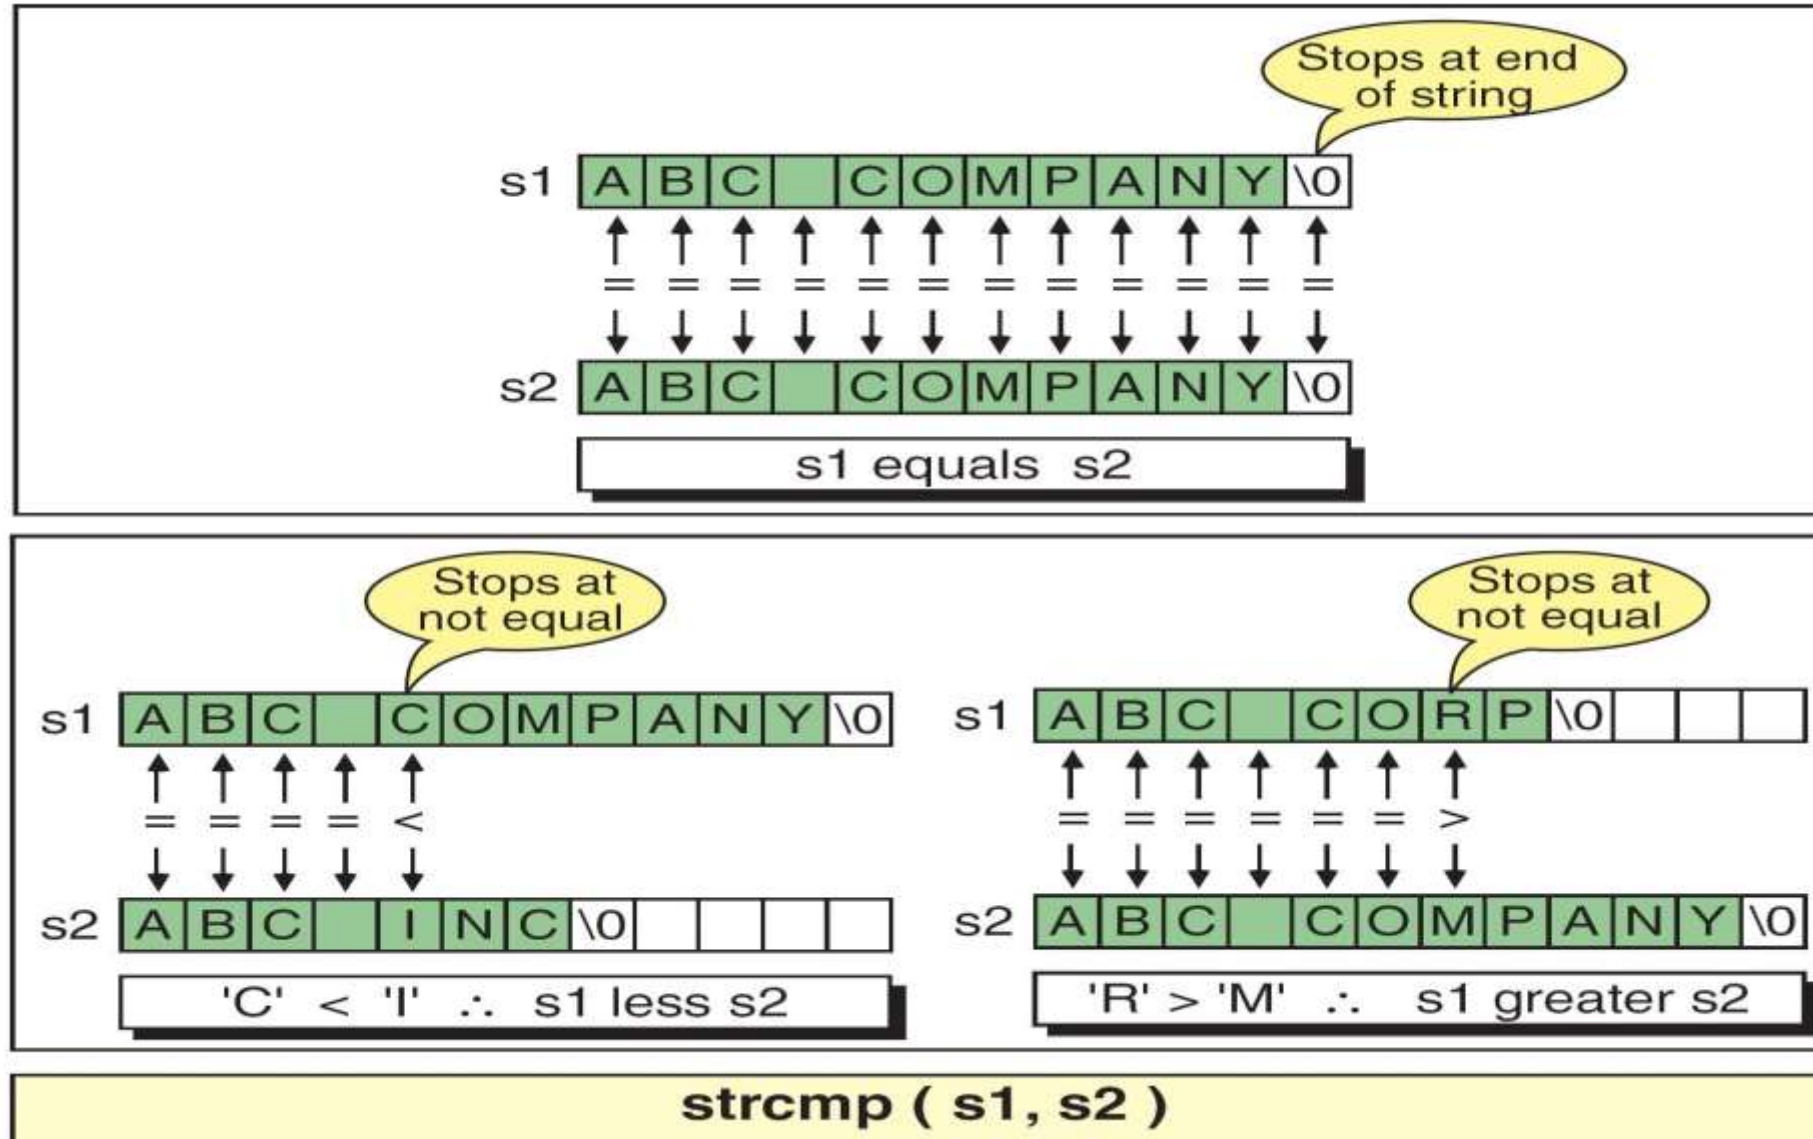 Stops at end
of string
s1 A B C C O M P A N Y \0
= = = = = = = = = = = =
s2 A B C C O M P A N Y \0
s1 equals s2
Stops at
not equal
s1 A B C C O M P A N Y \0
= = = = <
s2 A B C I N C \0
'C' < 'I' ∴ s1 less s2
Stops at
not equal
s1 A B C C O R P \0
= = = = = = >
s2 A B C C O M P A N Y \0
'R' > 'M' ∴ s1 greater s2
strcmp ( s1, s2 )